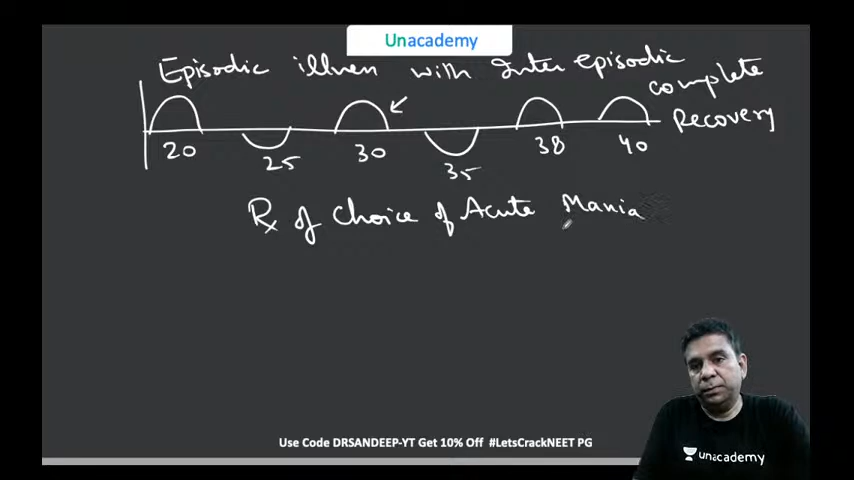 Unacademy
Episodic illness with Inter episodic
complete
Recovery
20 25 30 35 38 40
Rx of choice of Acute Mania
unacademy
Use Code DRSANDEEP-YT Get 10% Off #LetsCrackNEET PG